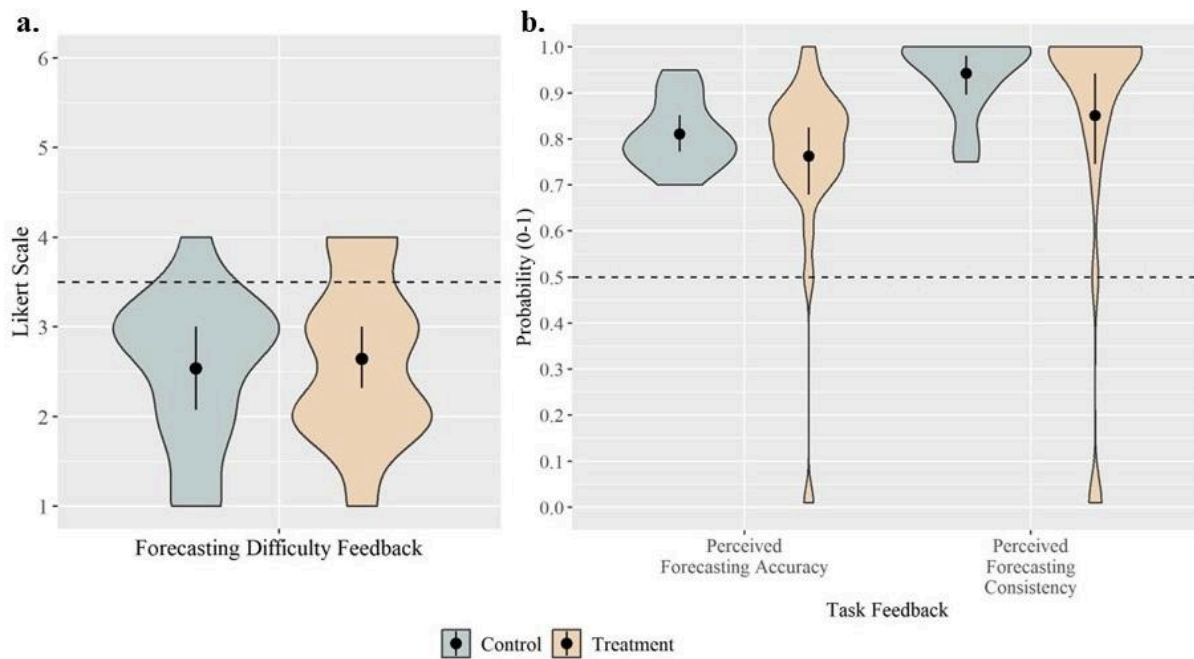 a.
6
5
4
3
2
1
Likert Scale
Forecasting Difficulty Feedback
b.
1.0
0.9
0.8
0.7
0.6
0.5
0.4
0.3
0.2
0.1
0.0
Probability (0-1)
Perceived
Forecasting Accuracy
Perceived
Forecasting
Consistency
Task Feedback
Control
Treatment